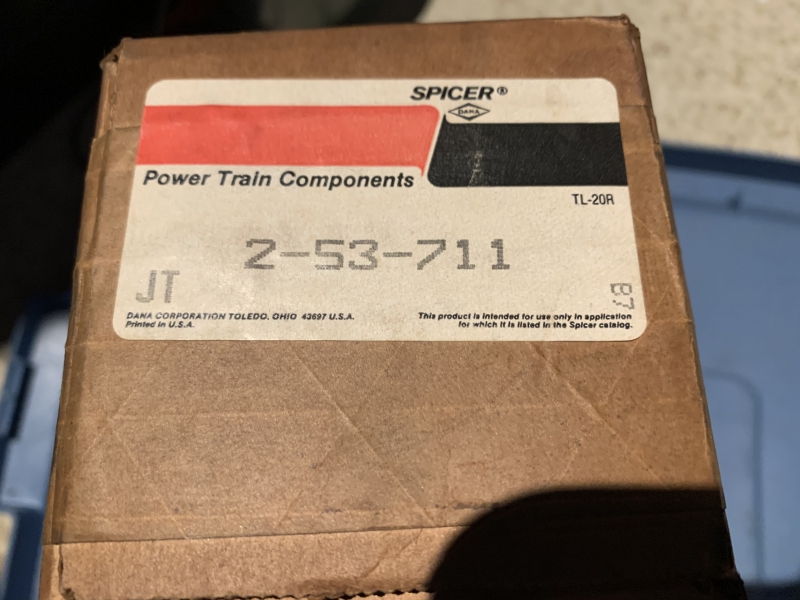 SPICER®
DANA
Power Train Components
TL-20R
2-53-711
JT
B7
DANA CORPORATION TOLEDO, OHIO 43697 U.S.A.
Printed in U.S.A.
This product is intended for use only in application
for which it is listed in the Spicer catalog.